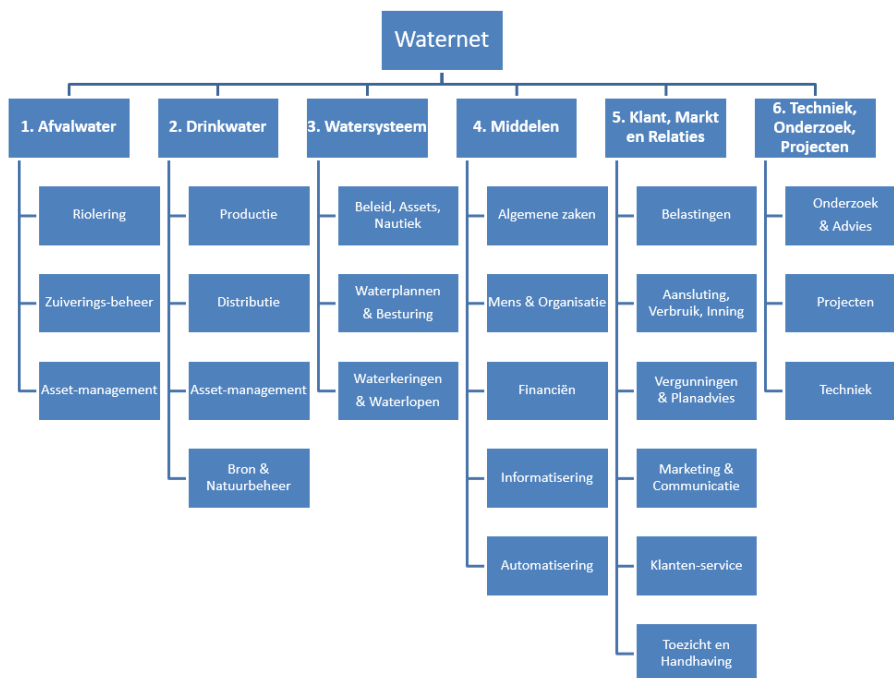 Waternet
1. Afvalwater
Riolering
Zuiverings-beheer
Asset-management
2. Drinkwater
Productie
Distributie
Asset-management
Bron &
Natuurbeheer
3. Watersysteem
Beleid, Assets,
Nautiek
Waterplannen
& Besturing
Waterkeringen
& Waterlopen
4. Middelen
Algemene zaken
Mens & Organisatie
Financiën
Informatisering
Automatisering
5. Klant, Markt
en Relaties
Belastingen
Aansluting,
Verbruik, Inning
Vergunningen
& Planadvies
Marketing &
Communicatie
Klanten-service
Toezicht en
Handhaving
6. Techniek,
Onderzoek,
Projecten
Onderzoek
& Advies
Projecten
Techniek